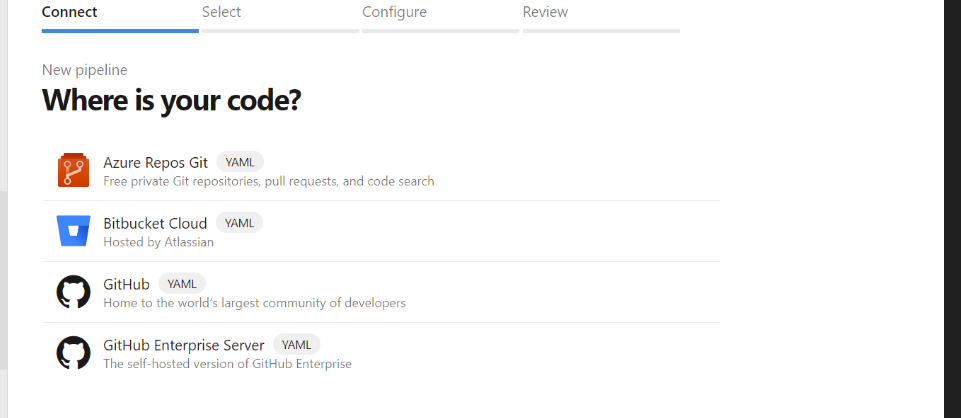 Connect Select Configure Review
New pipeline
Where is your code?
Azure Repos Git YAML
Free private Git repositories, pull requests, and code search
Bitbucket Cloud YAML
Hosted by Atlassian
GitHub YAML
Home to the world's largest community of developers
GitHub Enterprise Server YAML
The self-hosted version of GitHub Enterprise